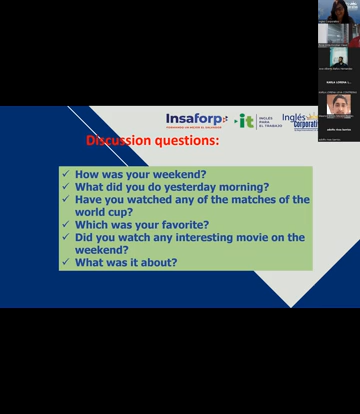 Insaforp
it
INGLÉS
PARA
EL TRABAJO
Inglés
Corporativo
Discussion questions:
✓ How was your weekend?
✓ What did you do yesterday morning?
✓ Have you watched any of the matches of the
world cup?
✓ Which was your favorite?
✓ Did you watch any interesting movie on the
weekend?
✓ What was it about?